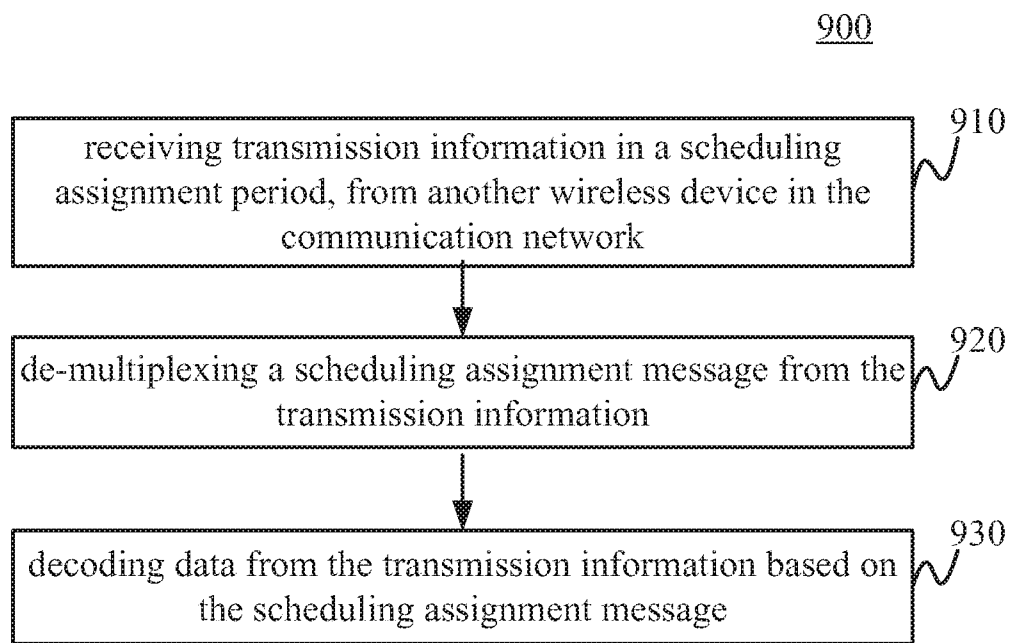 900
910
receiving transmission information in a scheduling
assignment period, from another wireless device in the
communication network
920
de-multiplexing a scheduling assignment message from the
transmission information
930
decoding data from the transmission information based on
the scheduling assignment message